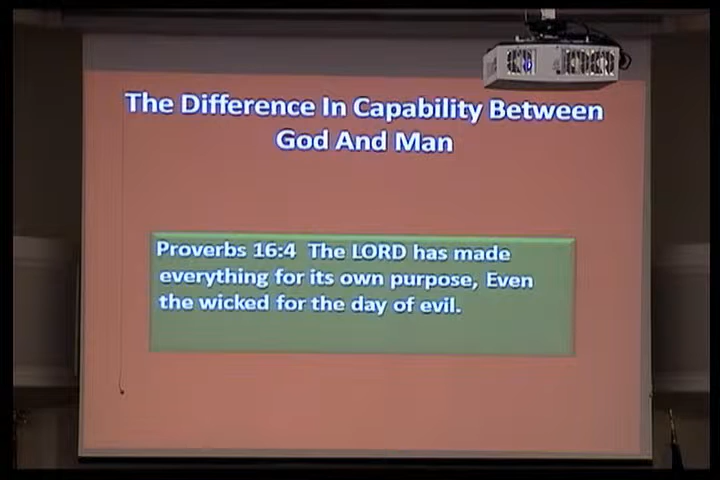 The Difference In Capability Between
God And Man
Proverbs 16:4 The LORD has made
everything for its own purpose, Even
the wicked for the day of evil.